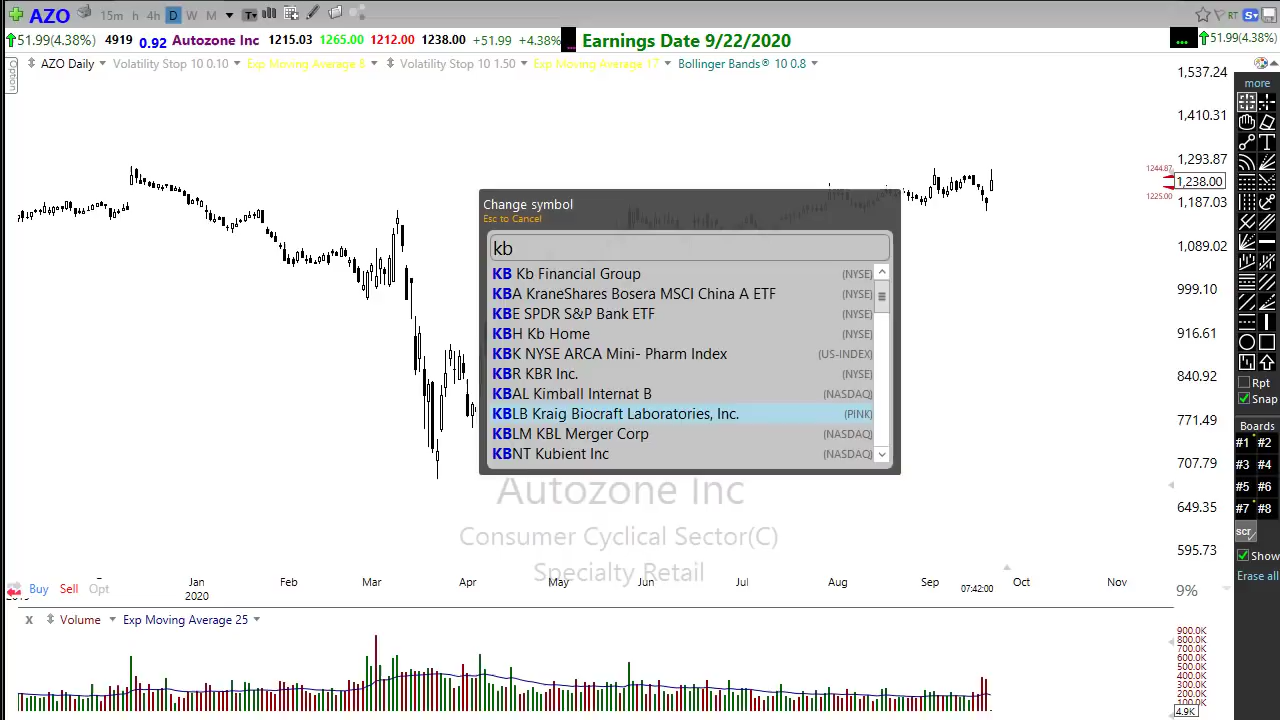 AZO 15m h 4h D W M
RT S
51.99(4.38%) 4919 0.92 Autozone Inc 1215.03 1265.00 1212.00 1238.00 +51.99 +4.38% ... Earnings Date 9/22/2020 ... 51.99(4.38%)
Option
AZO Daily Volatility Stop 10 0.10 Exp Moving Average 8 Volatility Stop 10 1.50 Exp Moving Average 17 Bollinger Bands® 10 0.8
1,537.24
1,410.31
1,293.87
1244.87
1,238.00
1225.00
1,187.03
1,089.02
999.10
916.61
840.92
771.49
707.79
649.35
595.73
more
Rpt
Snap
Boards
#1 #2
#3 #4
#5 #6
#7 #8
scr
Show
Erase all
Change symbol
Esc to Cancel
kb
KB Kb Financial Group (NYSE)
KBA KraneShares Bosera MSCI China A ETF (NYSE)
KBE SPDR S&P Bank ETF (NYSE)
KBH Kb Home (NYSE)
KBK NYSE ARCA Mini- Pharm Index (US-INDEX)
KBR KBR Inc. (NYSE)
KBAL Kimball Internat B (NASDAQ)
KBLB Kraig Biocraft Laboratories, Inc. (PINK)
KBLM KBL Merger Corp (NASDAQ)
KBNT Kubient Inc (NASDAQ)
Autozone Inc
Consumer Cyclical Sector(C)
Specialty Retail
Jan Feb Mar Apr May Jun Jul Aug Sep Oct Nov
Buy Sell Opt
2020 07:42:00 9%
X Volume Exp Moving Average 25
900.0K
800.0K
700.0K
600.0K
500.0K
400.0K
300.0K
200.0K
100.0K
4.9K